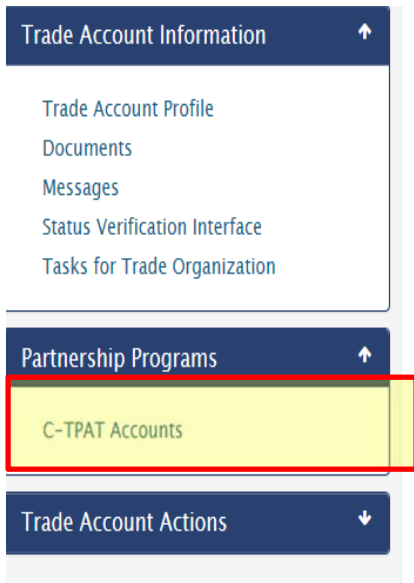 Trade Account Information
Trade Account Profile
Documents
Messages
Status Verification Interface
Tasks for Trade Organization
Partnership Programs
C-TPAT Accounts
Trade Account Actions